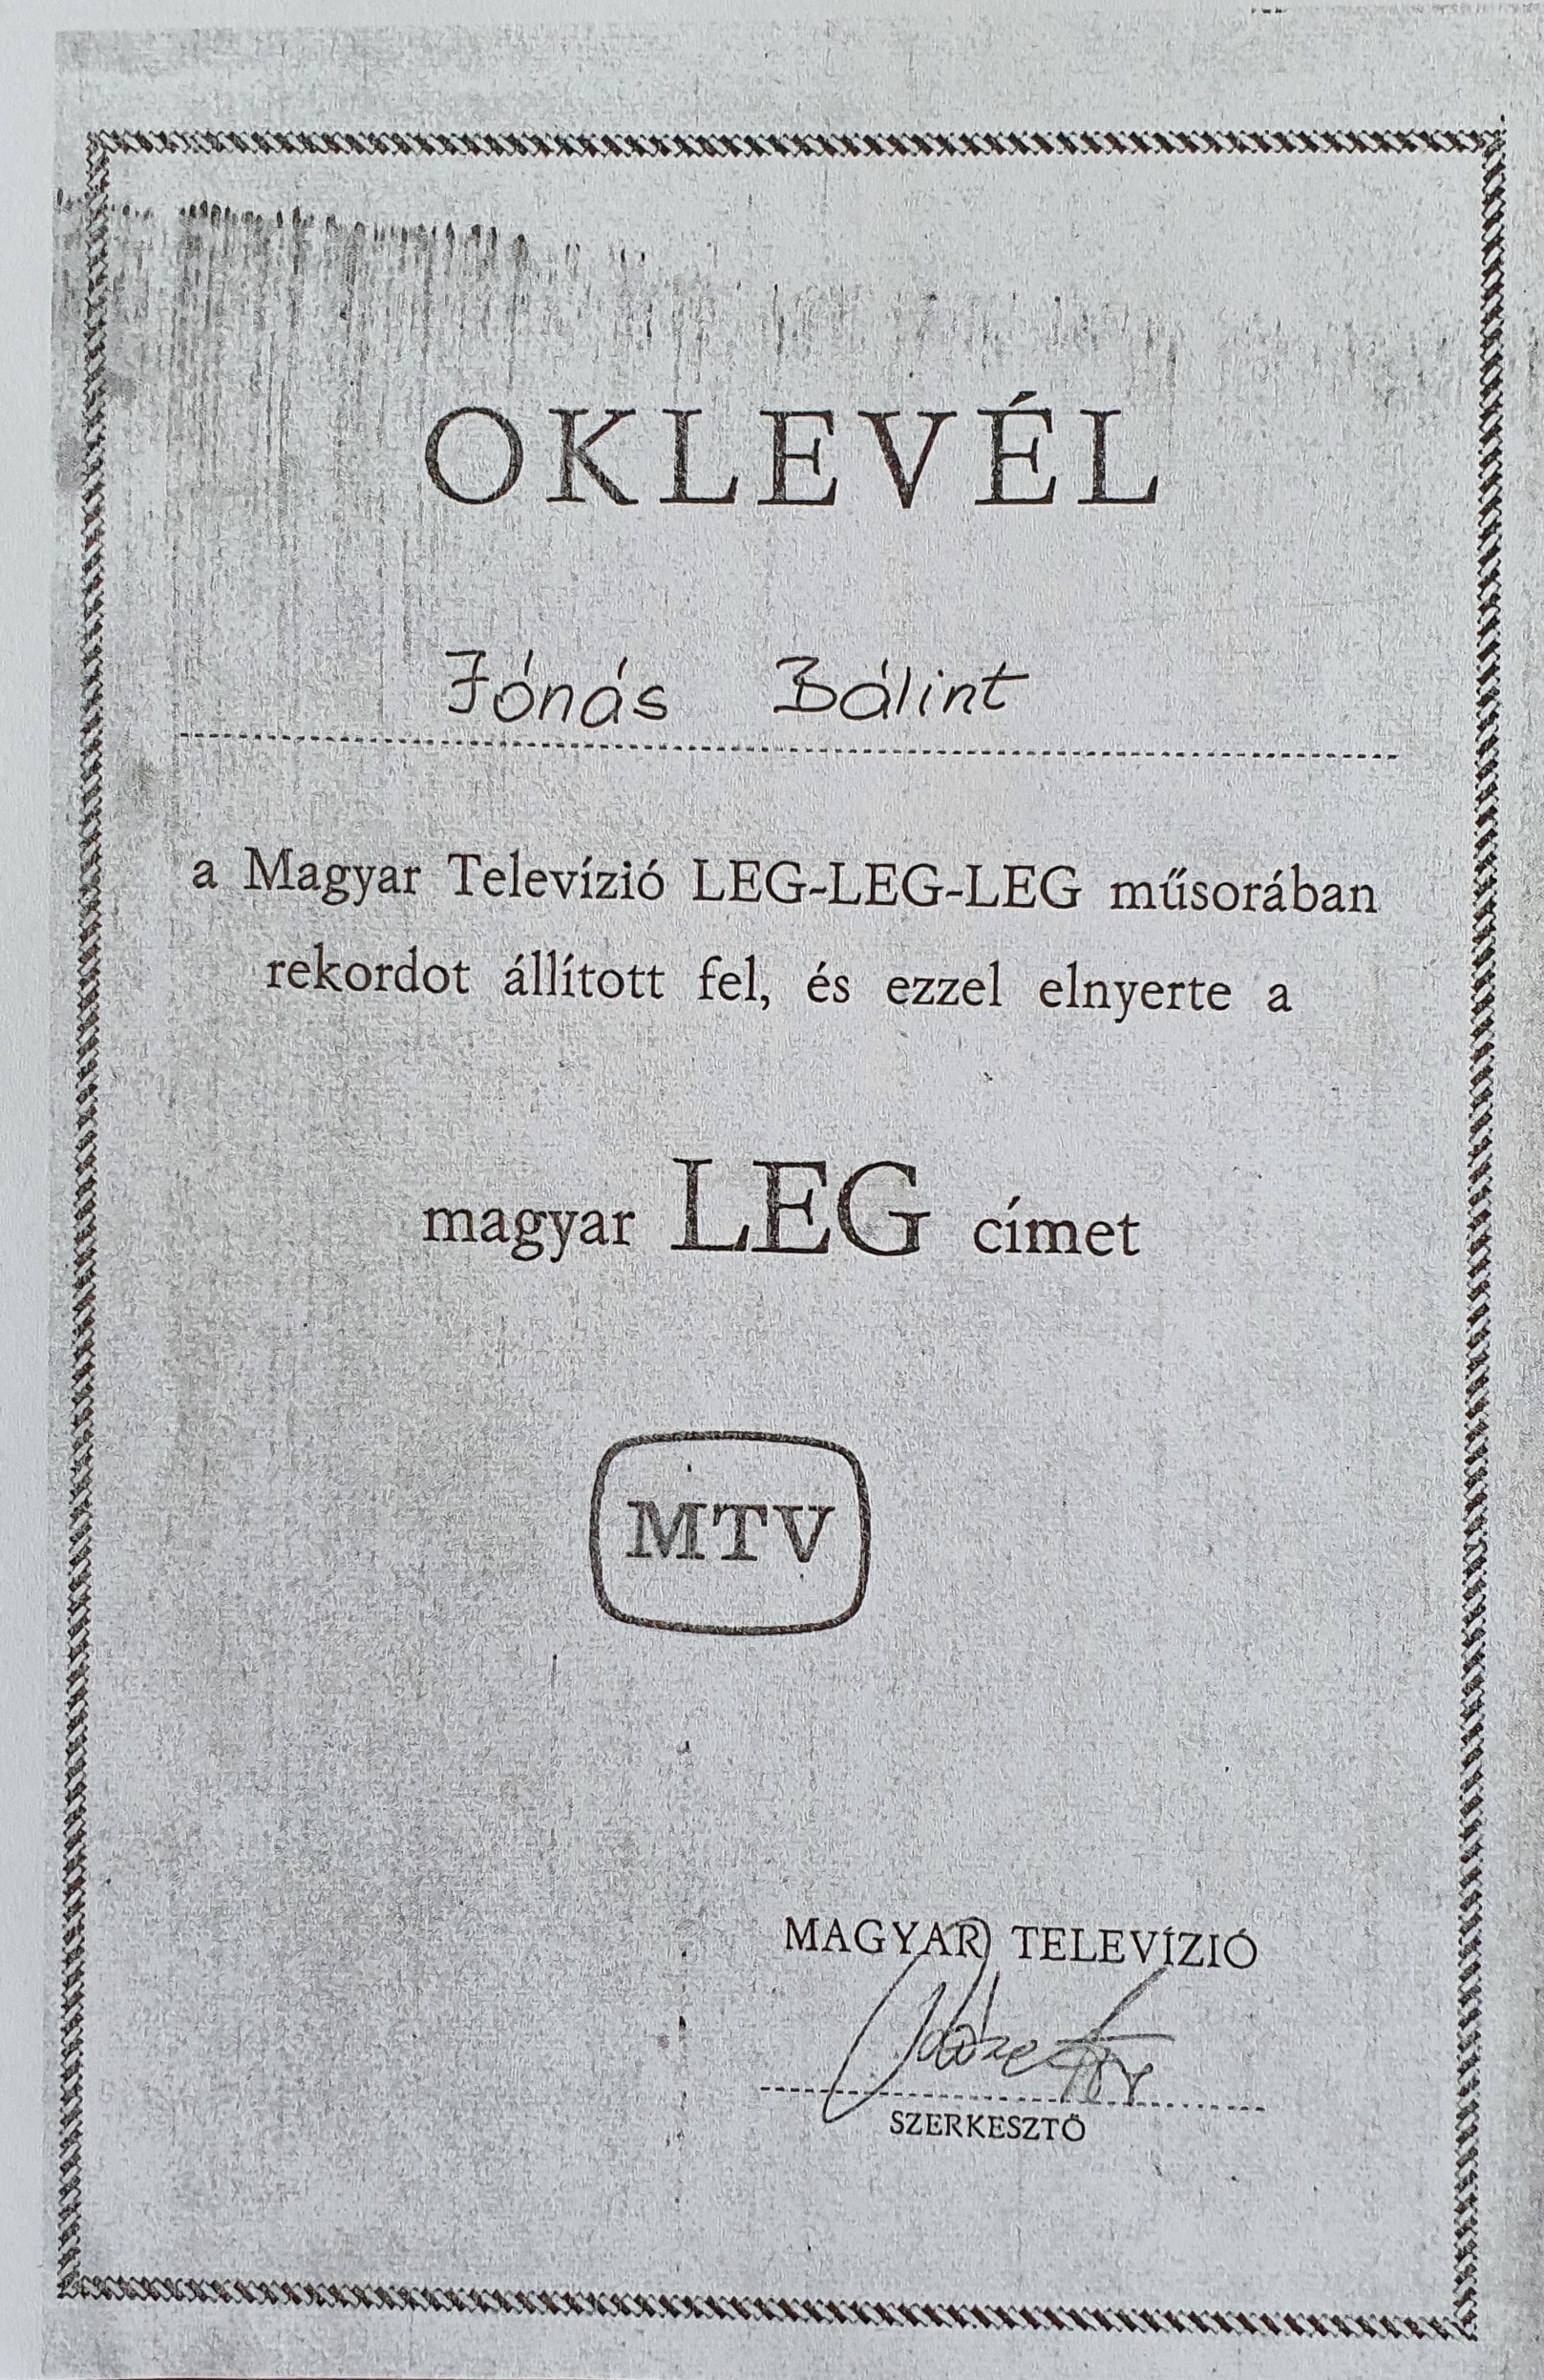 OKLEVÉL
Jónás Bálint
a Magyar Televízió LEG-LEG-LEG műsorában
rekordot állított fel, és ezzel elnyerte a
magyar LEG címet
MTV
MAGYAR TELEVÍZIÓ
SZERKESZTŐ